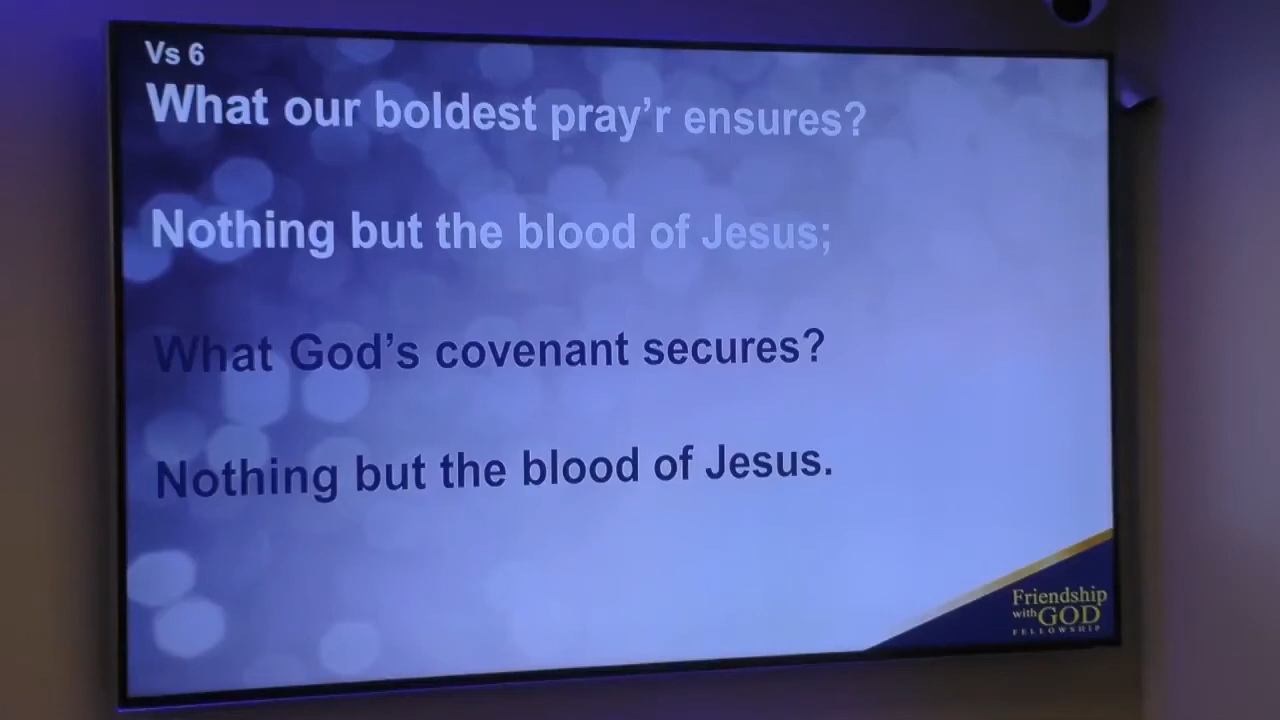 Vs 6
What our boldest pray’r ensures?
Nothing but the blood of Jesus;
What God’s covenant secures?
Nothing but the blood of Jesus.
Friendship
with GOD
FELLOWSHIP